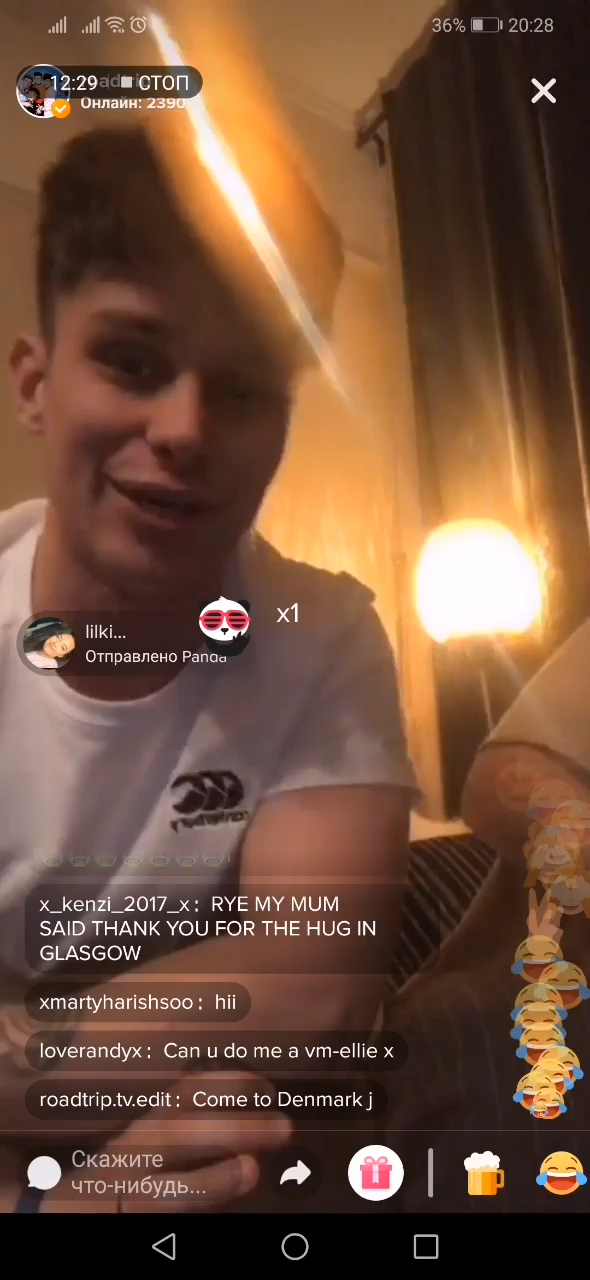 36% 20:28
12:29 СТОП
Онлайн: 2390
x1
lilki...
Отправлено Panda
x_kenzi_2017_x : RYE MY MUM
SAID THANK YOU FOR THE HUG IN
GLASGOW
xmartyharishsoo : hii
loverandyx : Can u do me a vm-ellie x
roadtrip.tv.edit : Come to Denmark j
Скажите
что-нибудь...